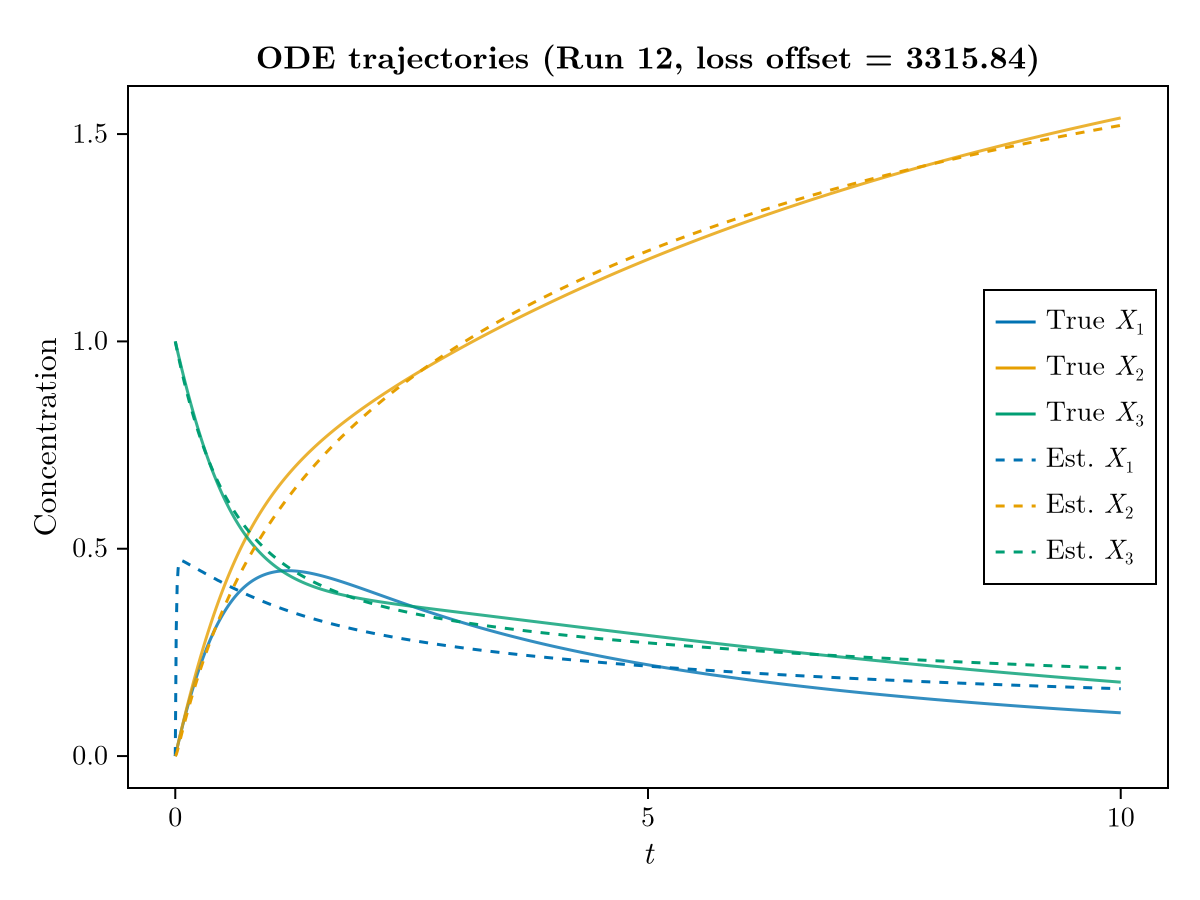 ODE trajectories (Run 12, loss offset = 3315.84)
Concentration
1.5
1.0
0.5
0.0
0
5
10
t
True X₁
True X₂
True X₃
Est. X₁
Est. X₂
Est. X₃